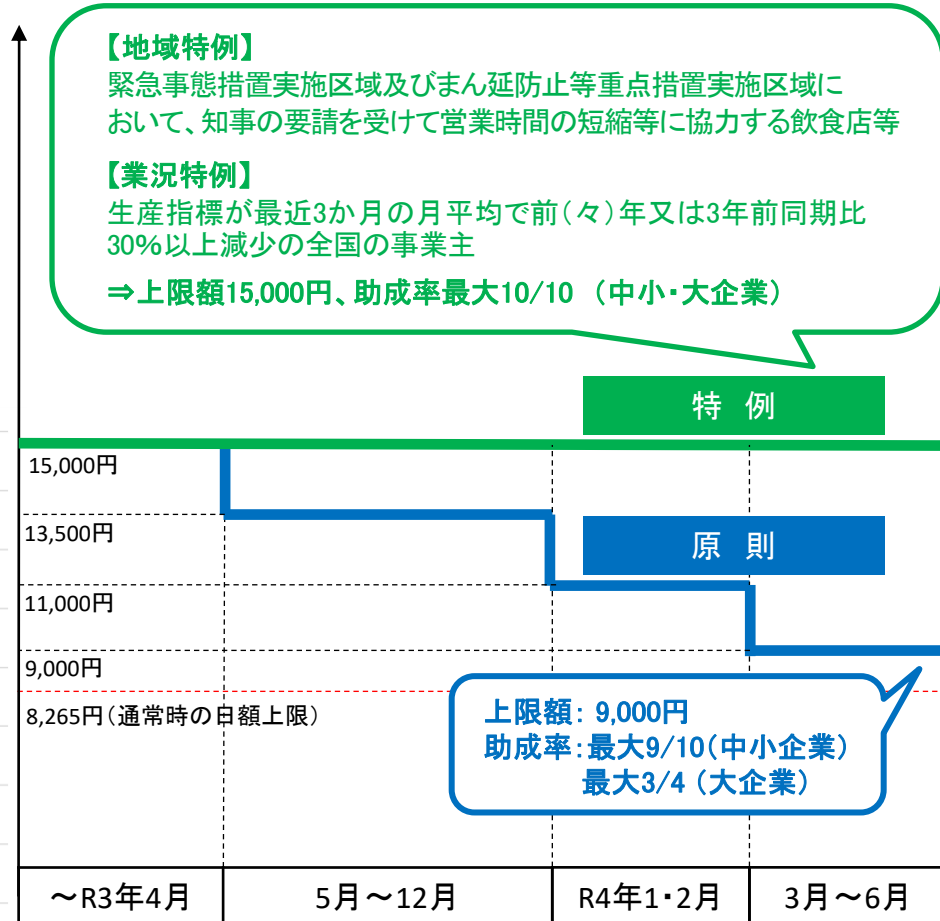 【地域特例】
緊急事態措置実施区域及びまん延防止等重点措置実施区域に
おいて、知事の要請を受けて営業時間の短縮等に協力する飲食店等
【業況特例】
生産指標が最近3か月の月平均で前(々)年又は3年前同期比
30%以上減少の全国の事業主
⇒上限額15,000円、助成率最大10/10 (中小・大企業)
特 例
15,000円
13,500円
原 則
11,000円
9,000円
8,265円(通常時の日額上限)
上限額: 9,000円
助成率:最大9/10(中小企業)
最大3/4 (大企業)
～R3年4月
5月～12月
R4年1・2月
3月～6月